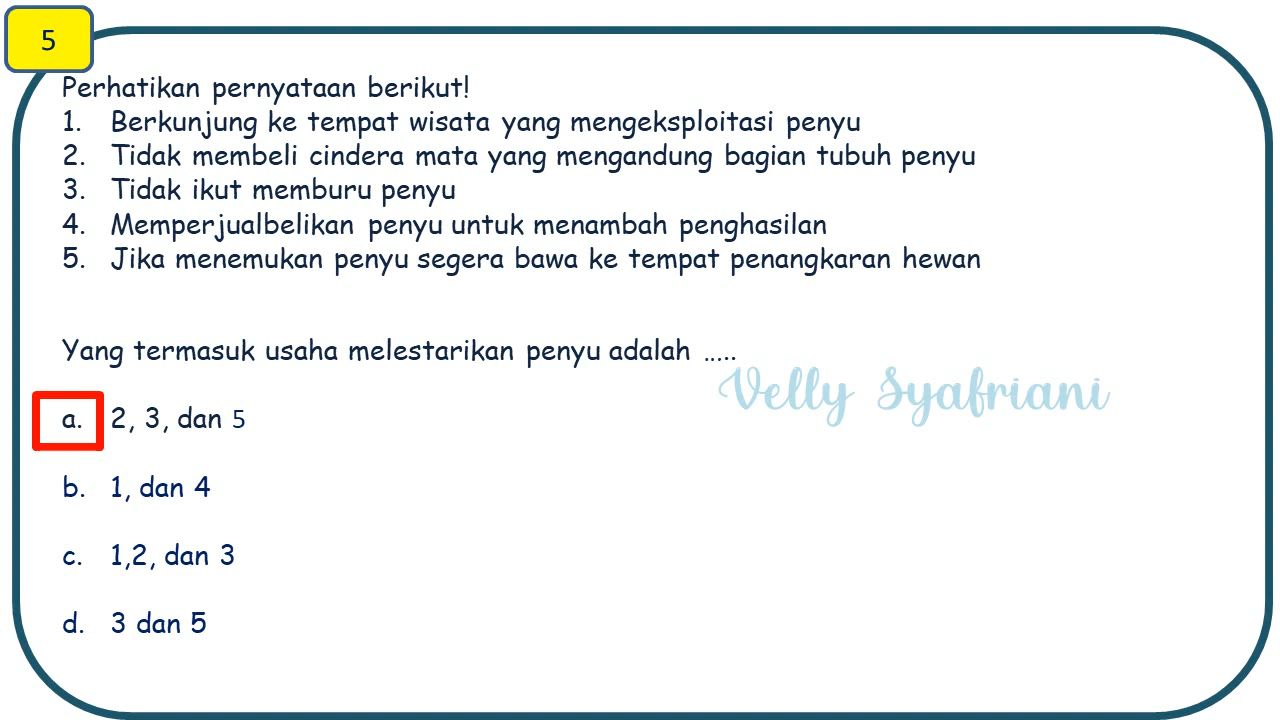 5
Perhatikan pernyataan berikut!
1. Berkunjung ke tempat wisata yang mengeksploitasi penyu
2. Tidak membeli cindera mata yang mengandung bagian tubuh penyu
3. Tidak ikut memburu penyu
4. Memperjualbelikan penyu untuk menambah penghasilan
5. Jika menemukan penyu segera bawa ke tempat penangkaran hewan
Yang termasuk usaha melestarikan penyu adalah .....
Velly Syafriani
a. 2, 3, dan 5
b. 1, dan 4
c. 1,2, dan 3
d. 3 dan 5